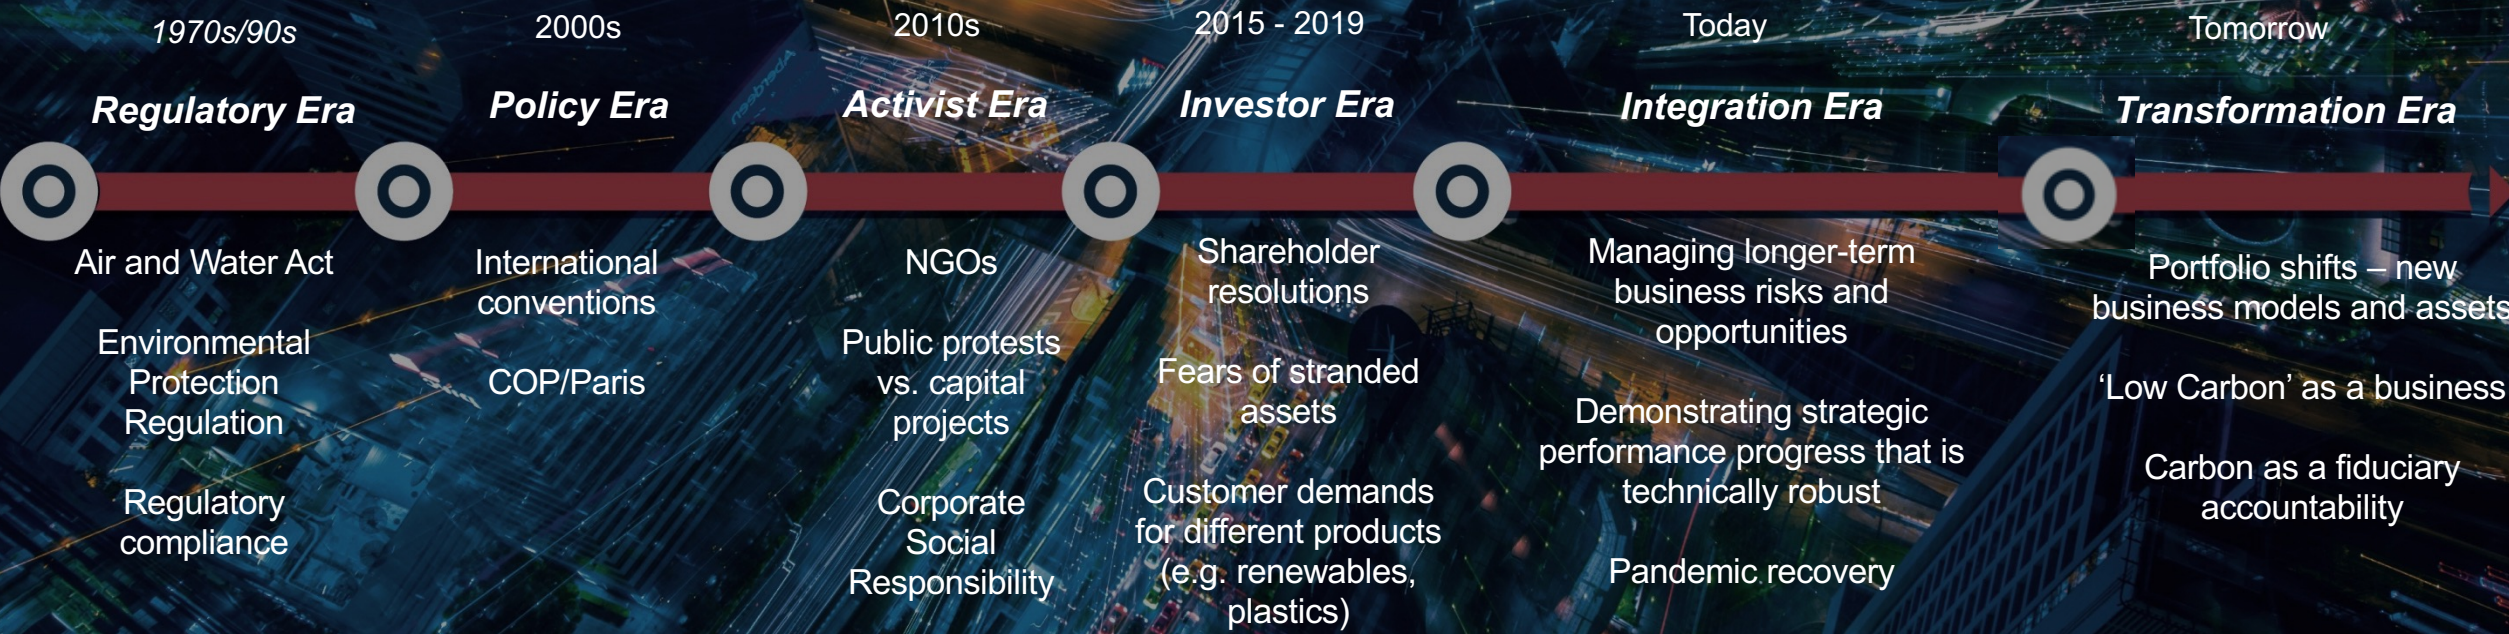 1970s/90s
Regulatory Era
Air and Water Act
Environmental
Protection
Regulation
Regulatory
compliance
2000s
Policy Era
International
conventions
COP/Paris
2010s
Activist Era
NGOs
Public protests
vs. capital
projects
Corporate
Social
Responsibility
2015 - 2019
Investor Era
Shareholder
resolutions
Fears of stranded
assets
Customer demands
for different products
(e.g. renewables,
plastics)
Today
Integration Era
Managing longer-term
business risks and
opportunities
Demonstrating strategic
performance progress that is
technically robust
Pandemic recovery
Tomorrow
Transformation Era
Portfolio shifts – new
business models and assets
‘Low Carbon’ as a business
Carbon as a fiduciary
accountability